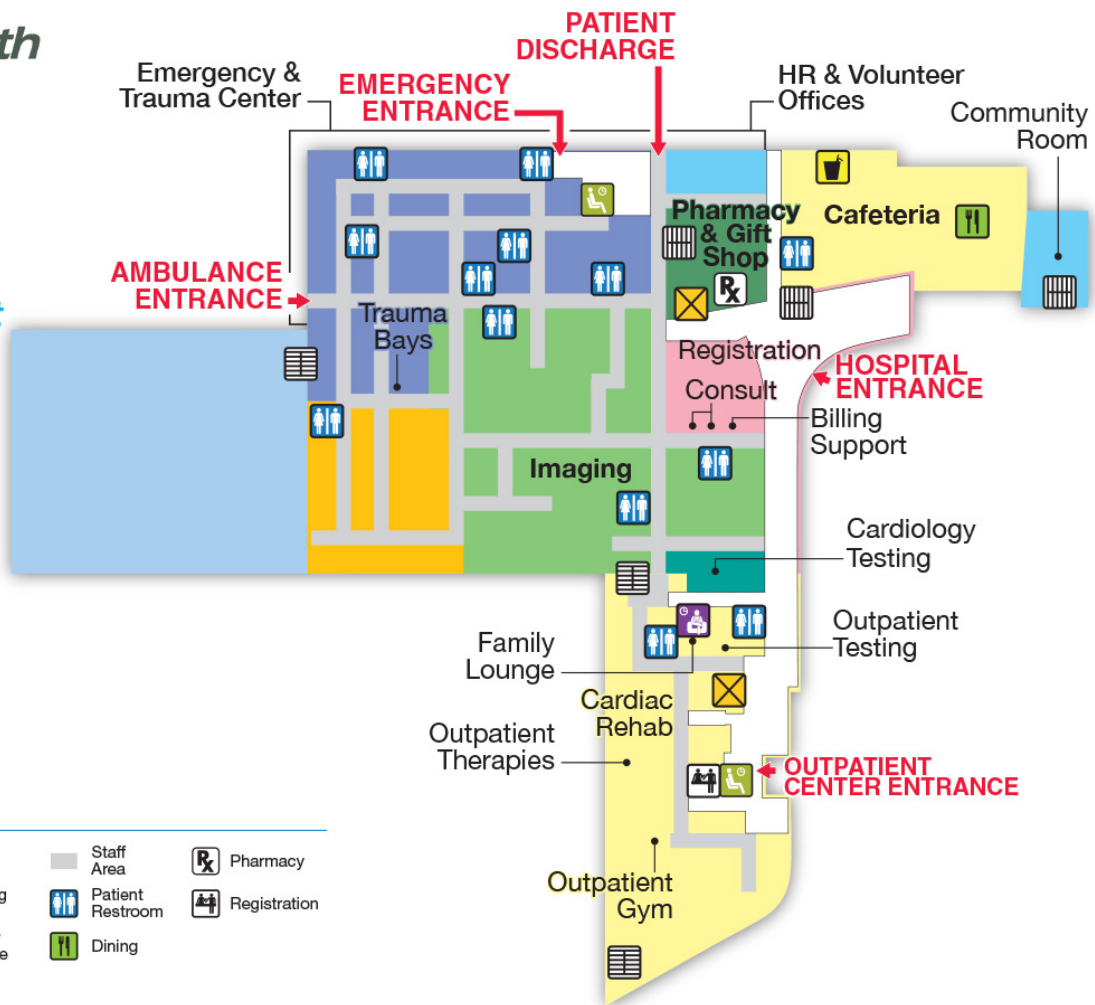 th
PATIENT
DISCHARGE
Emergency &
Trauma Center
EMERGENCY
ENTRANCE
HR & Volunteer
Offices
Community
Room
Pharmacy
& Gift
Shop
Rx
Cafeteria
AMBULANCE
ENTRANCE
Trauma
Bays
Registration
Consult
HOSPITAL
ENTRANCE
Billing
Support
Imaging
Cardiology
Testing
Family
Lounge
Outpatient
Testing
Cardiac
Rehab
Outpatient
Therapies
OUTPATIENT
CENTER ENTRANCE
Outpatient
Gym
Staff
Area
Rx Pharmacy
g
Patient
Restroom
Registration
e
Dining